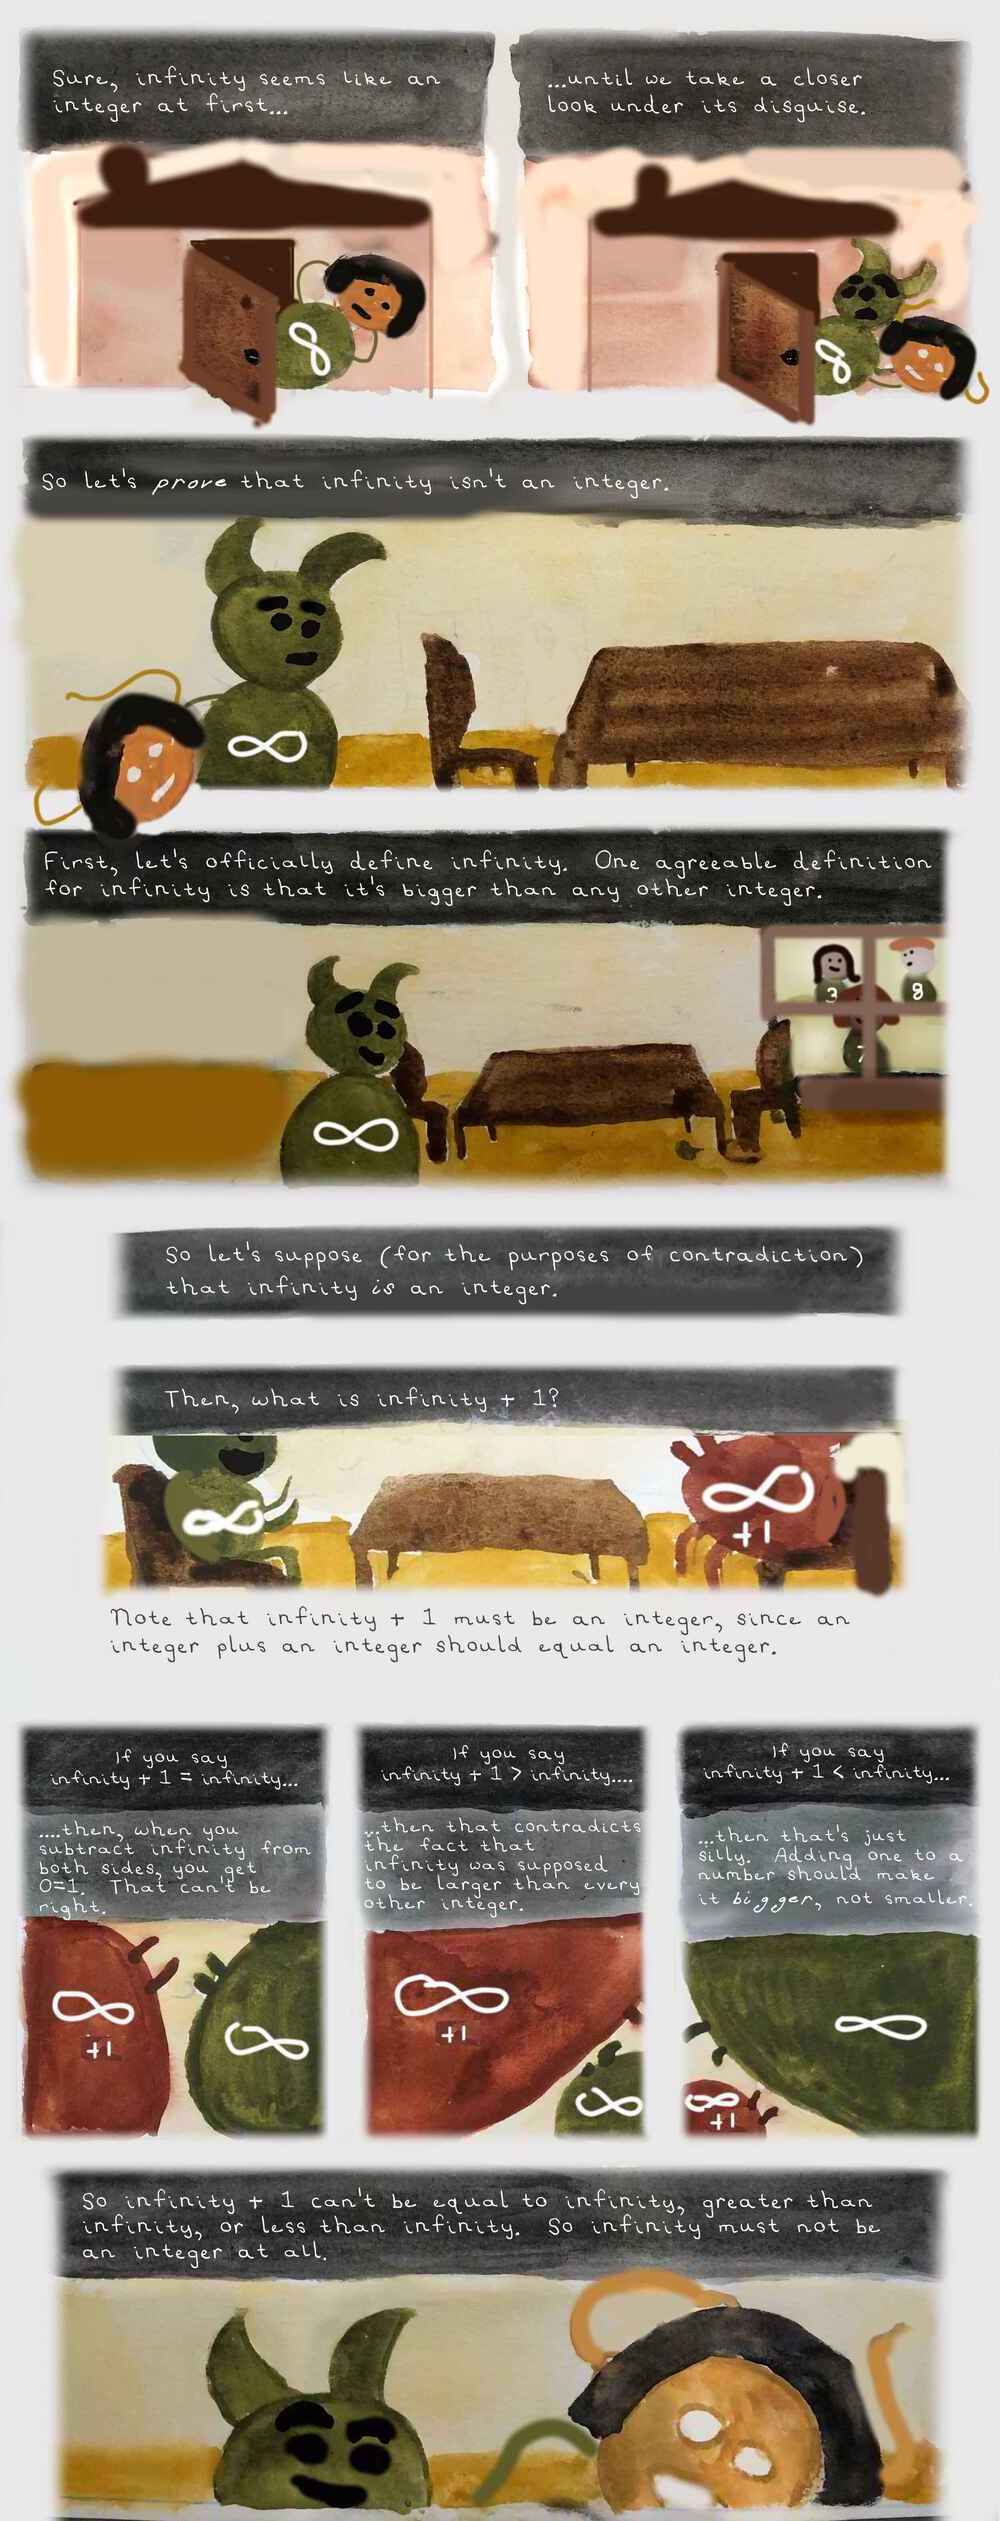 Sure, infinity seems like an
integer at first...
...until we take a closer
look under its disguise.
∞
∞
So let's prove that infinity isn't an integer.
∞
First, let's officially define infinity. One agreeable definition
for infinity is that it's bigger than any other integer.
3
8
7
∞
So let's suppose (for the purposes of contradiction)
that infinity is an integer.
Then, what is infinity + 1?
∞
∞
+1
Note that infinity + 1 must be an integer, since an
integer plus an integer should equal an integer.
If you say
infinity + 1 = infinity...
....then, when you
subtract infinity from
both sides, you get
0=1. That can't be
right.
∞
+1
∞
If you say
infinity + 1 > infinity....
...then that contradicts
the fact that
infinity was supposed
to be larger than every
other integer.
∞
+1
∞
If you say
infinity + 1 < infinity...
...then that's just
silly. Adding one to a
number should make
it bigger, not smaller.
∞
∞
+1
So infinity + 1 can't be equal to infinity, greater than
infinity, or less than infinity. So infinity must not be
an integer at all.